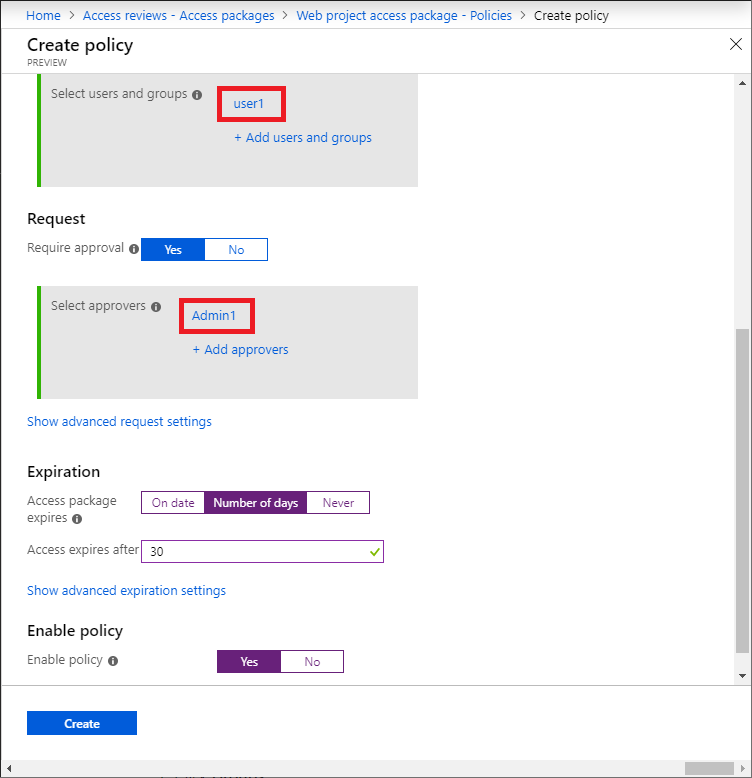 Home > Access reviews - Access packages > Web project access package - Policies > Create policy
Create policy
PREVIEW
Select users and groups
user1
+ Add users and groups
Request
Require approval Yes No
Select approvers
Admin1
+ Add approvers
Show advanced request settings
Expiration
Access package
expires
On date Number of days Never
Access expires after 30
Show advanced expiration settings
Enable policy
Enable policy Yes No
Create